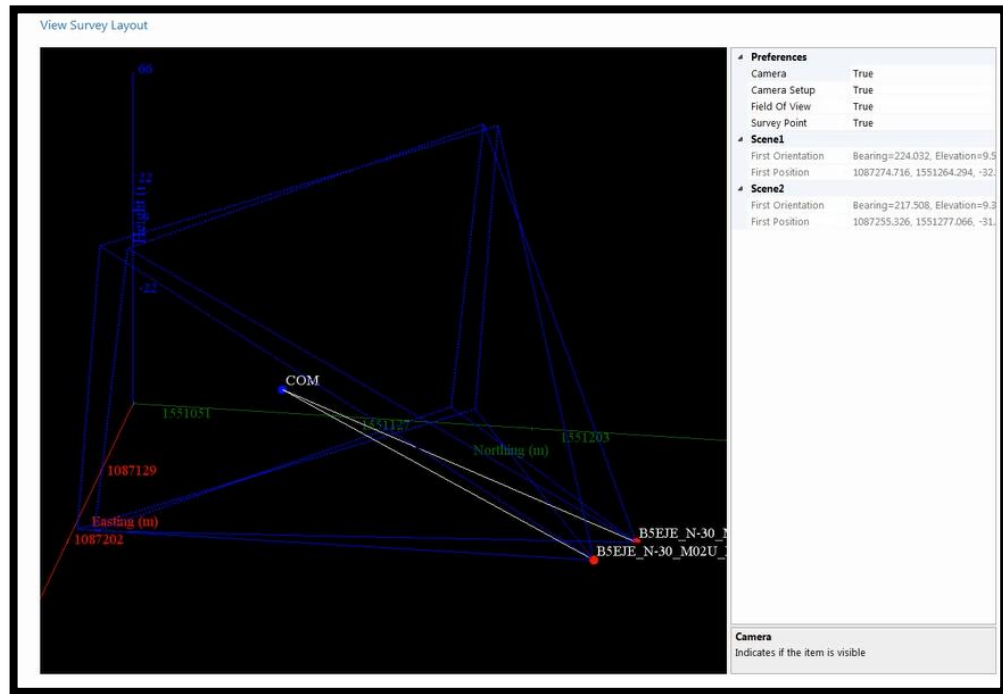 View Survey Layout
66
Height (m)
-22
COM
1551051
1551127
1551203
Northing (m)
1087129
Easting (m)
1087202
B5EJE_N-30_
B5EJE_N-30_M02U_
Preferences
Camera True
Camera Setup True
Field Of View True
Survey Point True
Scene1
First Orientation Bearing=224.032, Elevation=9.5
First Position 1087274.716, 1551264.294, -32.
Scene2
First Orientation Bearing=217.508, Elevation=9.3
First Position 1087255.326, 1551277.066, -31.
Camera
Indicates if the item is visible